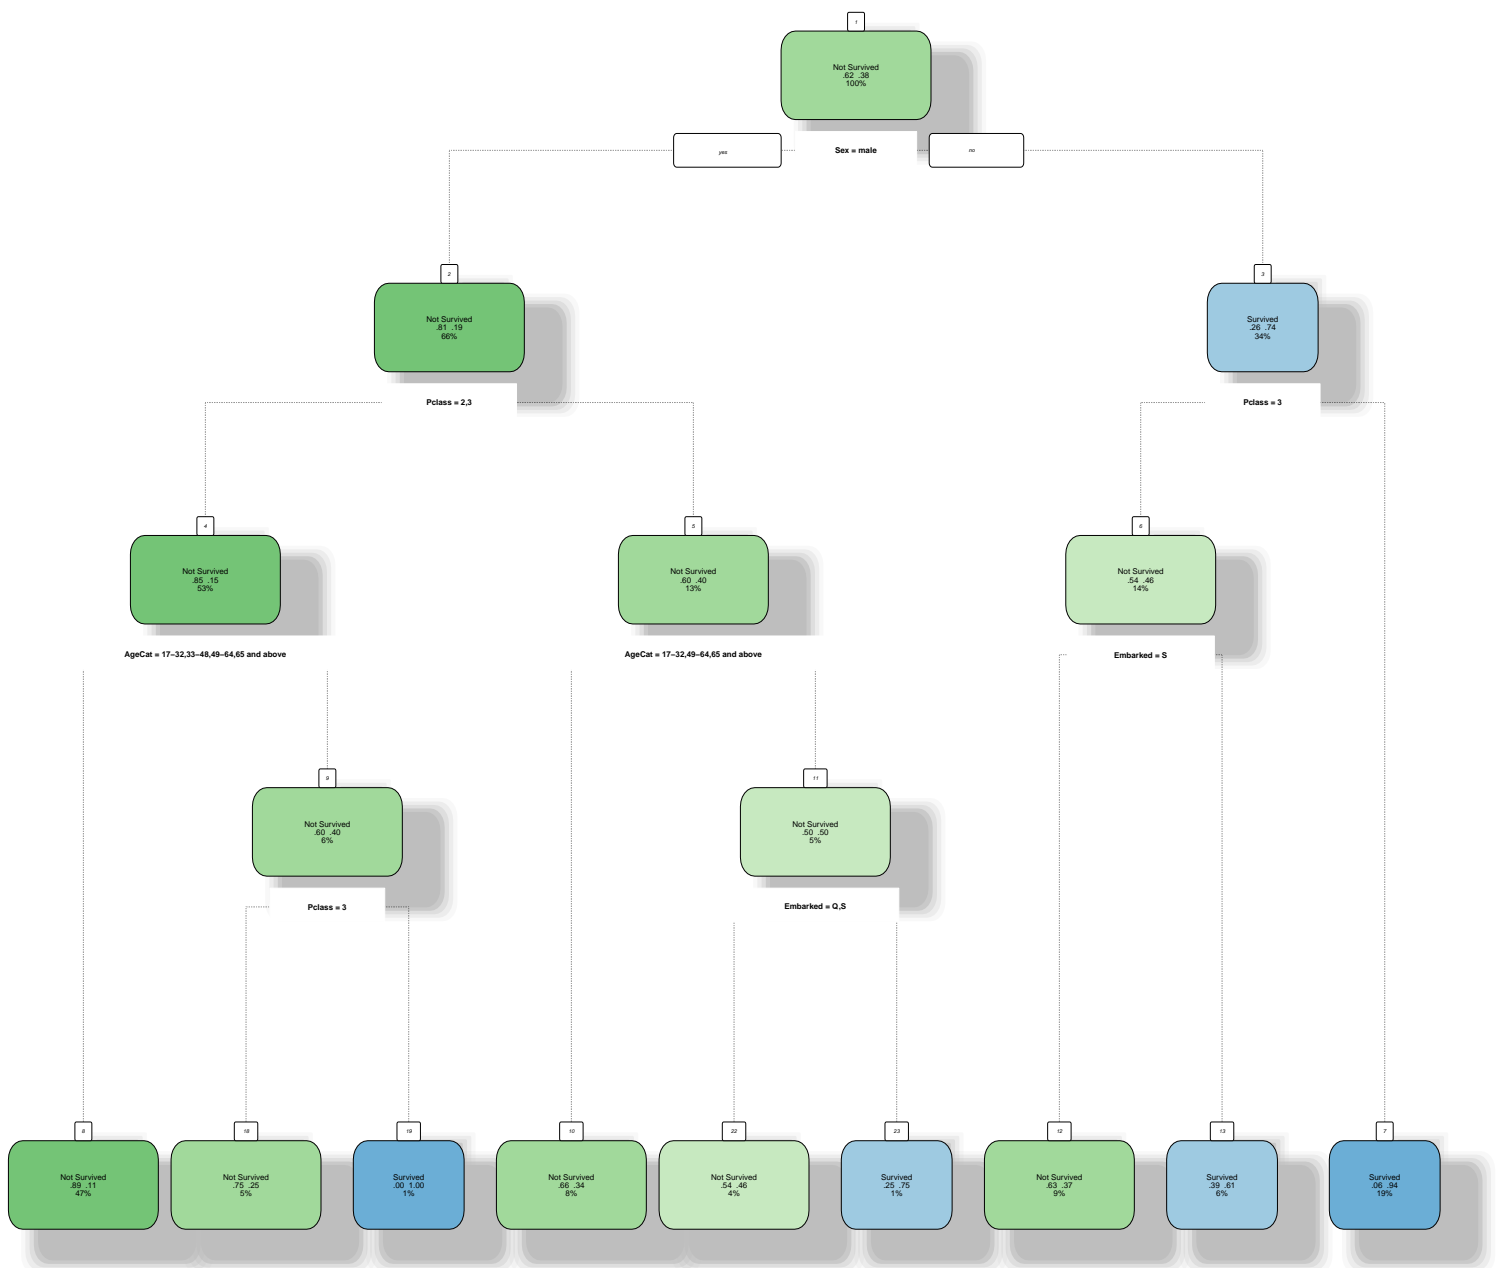 1
Not Survived
.62 .38
100%
yes
Sex = male
no
2
Not Survived
.81 .19
66%
3
Survived
.26 .74
34%
Pclass = 2,3
Pclass = 3
4
Not Survived
.85 .15
53%
5
Not Survived
.60 .40
13%
6
Not Survived
.54 .46
14%
AgeCat = 17–32,33–48,49–64,65 and above
AgeCat = 17–32,49–64,65 and above
Embarked = S
9
Not Survived
.60 .40
6%
11
Not Survived
.50 .50
5%
Pclass = 3
Embarked = Q,S
8
Not Survived
.89 .11
47%
18
Not Survived
.75 .25
5%
19
Survived
.00 1.00
1%
10
Not Survived
.66 .34
8%
22
Not Survived
.54 .46
4%
23
Survived
.25 .75
1%
12
Not Survived
.63 .37
9%
13
Survived
.39 .61
6%
7
Survived
.06 .94
19%